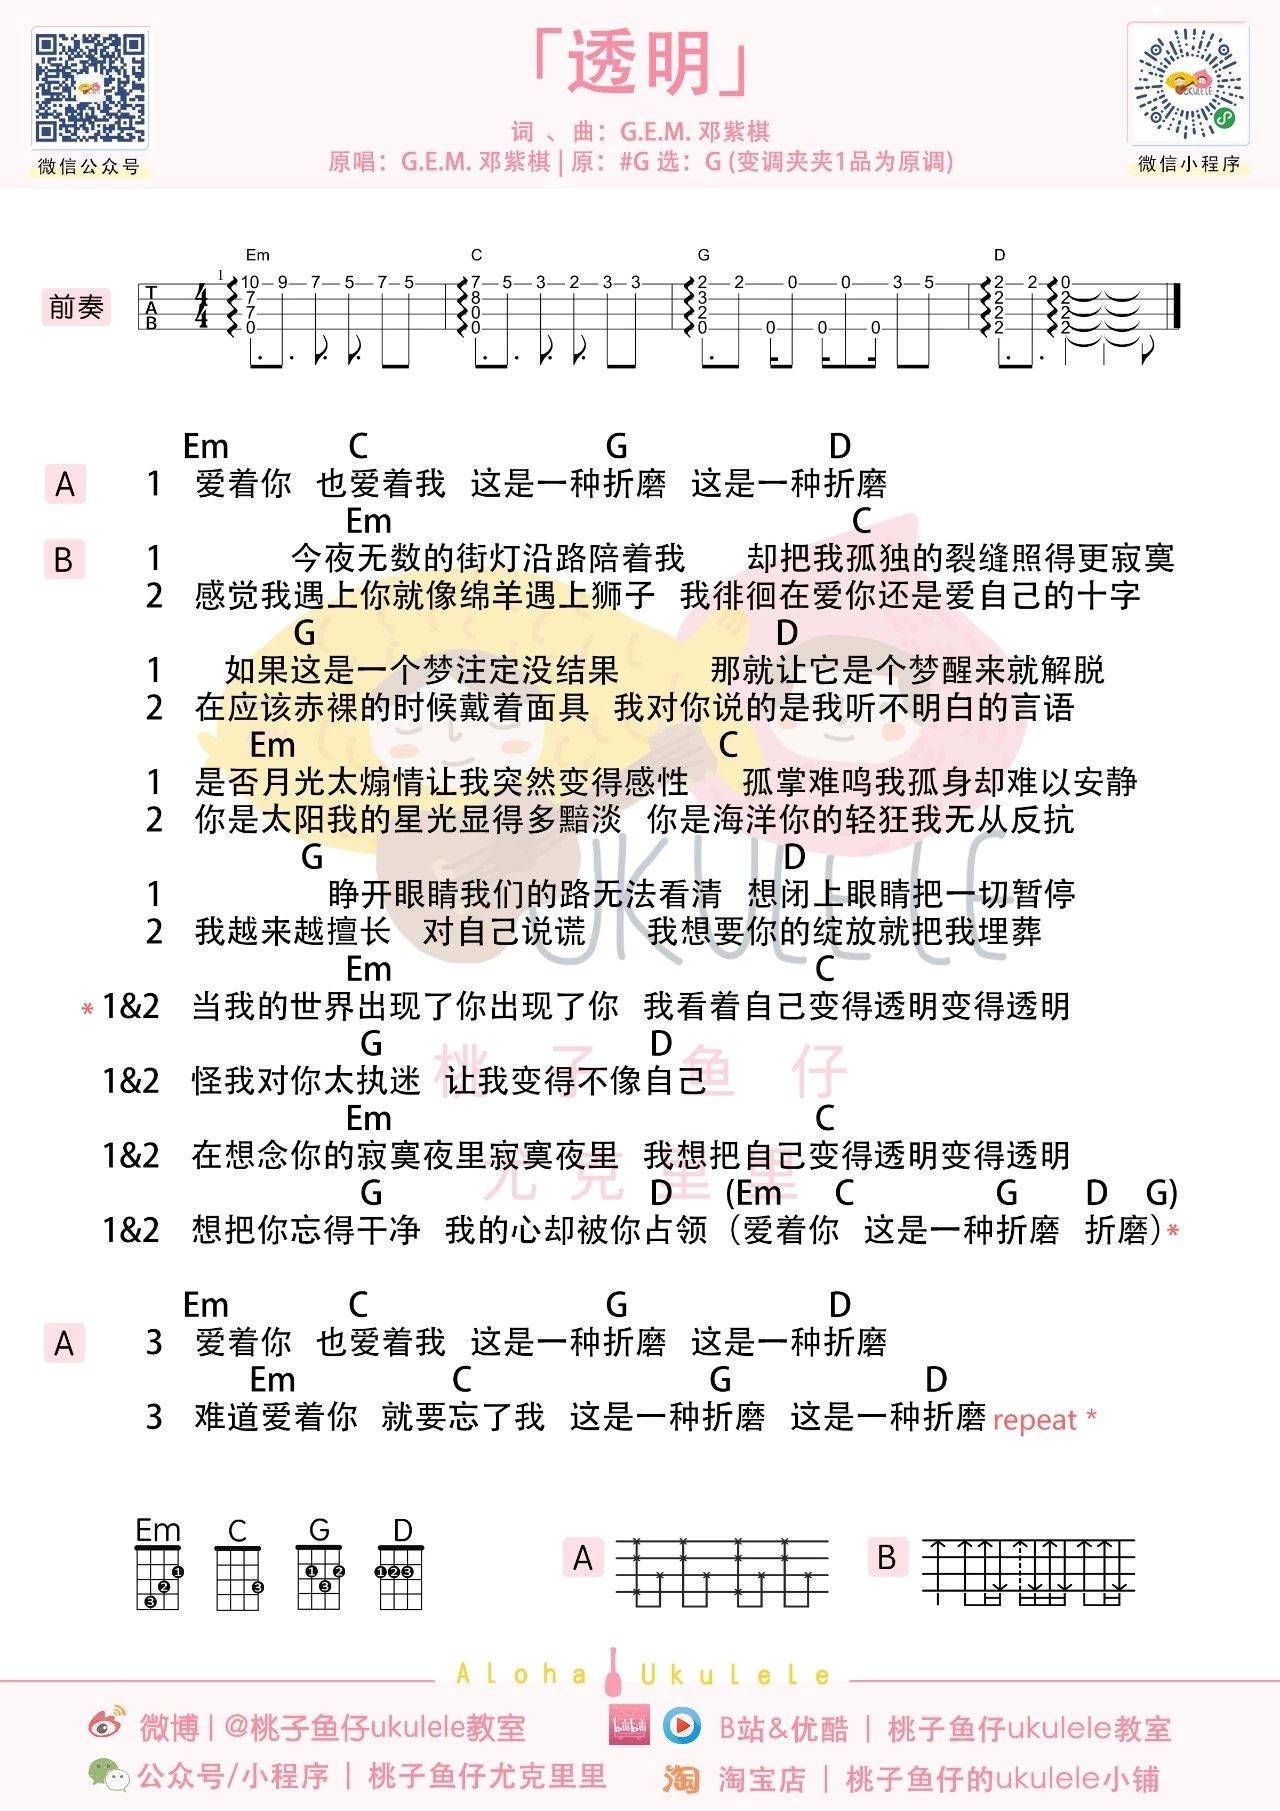 「透明」
词 、曲：G.E.M. 邓紫棋
原唱：G.E.M. 邓紫棋 | 原：#G 选：G (变调夹夹1品为原调)
微信公众号
UKULELE
微信小程序
Em C G D
前奏
1
T A B 4 4
10 9 7 5 7 5 7 5 3 2 3 3 2 2 0 0 3 5 2 2 0
7 8 3 2 2
7 0 2 2 2
0 0 0 0 0 0 2 2
Em C G D
A 1 爱着你 也爱着我 这是一种折磨 这是一种折磨
Em C
B 1 今夜无数的街灯沿路陪着我 却把我孤独的裂缝照得更寂寞
2 感觉我遇上你就像绵羊遇上狮子 我徘徊在爱你还是爱自己的十字
G D
1 如果这是一个梦注定没结果 那就让它是个梦醒来就解脱
2 在应该赤裸的时候戴着面具 我对你说的是我听不明白的言语
Em C
1 是否月光太煽情让我突然变得感性 孤掌难鸣我孤身却难以安静
2 你是太阳我的星光显得多黯淡 你是海洋你的轻狂我无从反抗
G D
1 睁开眼睛我们的路无法看清 想闭上眼睛把一切暂停
2 我越来越擅长 对自己说谎 我想要你的绽放就把我埋葬
UKULELE
Em C
* 1&2 当我的世界出现了你出现了你 我看着自己变得透明变得透明
G D
桃子鱼仔
1&2 怪我对你太执迷 让我变得不像自己
Em C
1&2 在想念你的寂寞夜里寂寞夜里 我想把自己变得透明变得透明
尤克里里
G D (Em C G D G)
1&2 想把你忘得干净 我的心却被你占领（爱着你 这是一种折磨 折磨）*
Em C G D
A 3 爱着你 也爱着我 这是一种折磨 这是一种折磨
Em C G D
3 难道爱着你 就要忘了我 这是一种折磨 这是一种折磨 repeat *
Em C G D
1 2 3 3 1 2 3 1 2 3
A B
Aloha Ukulele
微博 | @桃子鱼仔ukulele教室
bilibili B站&优酷 | 桃子鱼仔ukulele教室
公众号/小程序 | 桃子鱼仔尤克里里
淘 淘宝店 | 桃子鱼仔的ukulele小铺